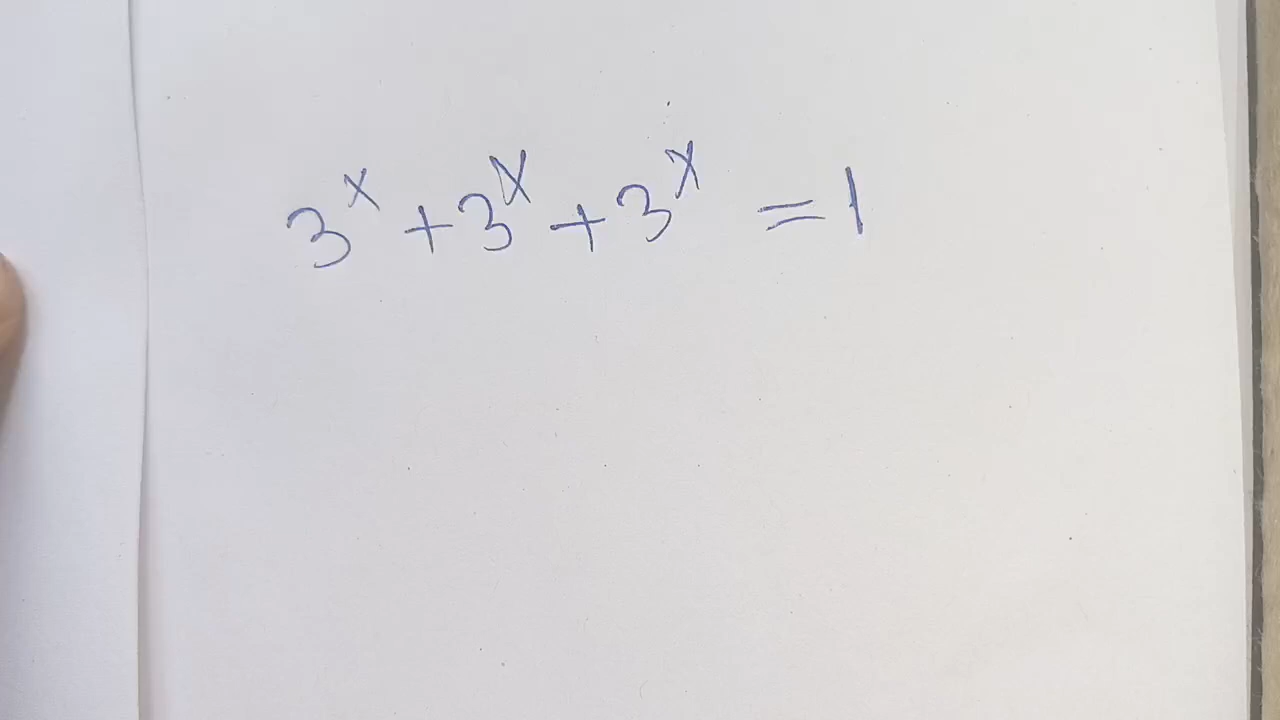 3^x + 3^x + 3^x = 1